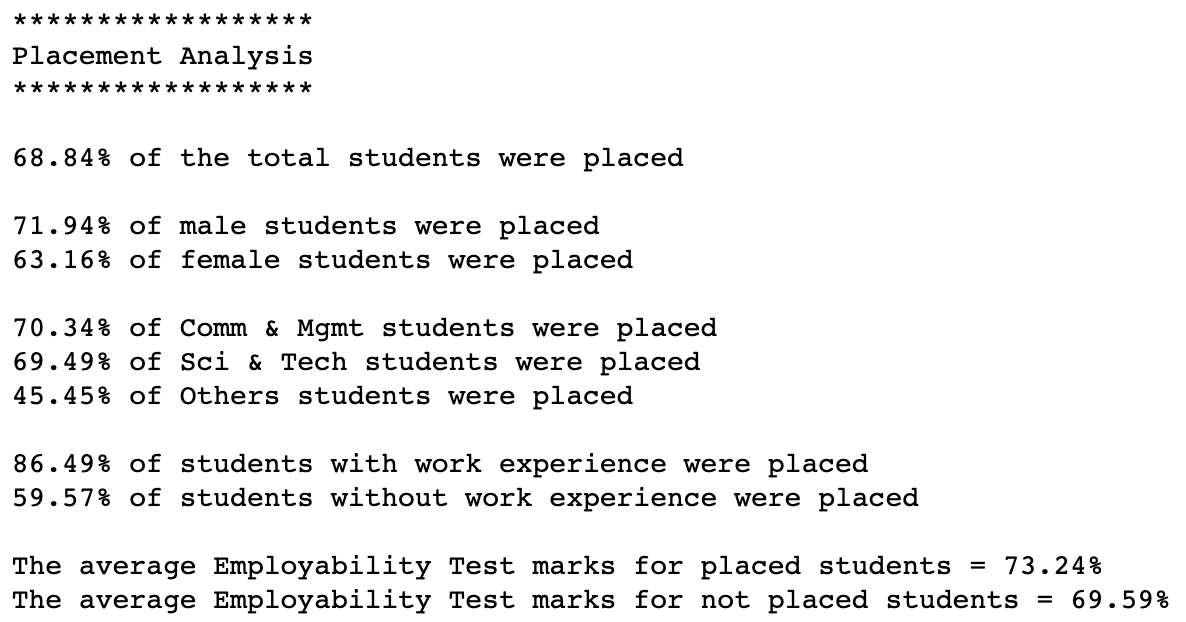 ******************
Placement Analysis
******************
68.84% of the total students were placed
71.94% of male students were placed
63.16% of female students were placed
70.34% of Comm & Mgmt students were placed
69.49% of Sci & Tech students were placed
45.45% of Others students were placed
86.49% of students with work experience were placed
59.57% of students without work experience were placed
The average Employability Test marks for placed students = 73.24%
The average Employability Test marks for not placed students = 69.59%